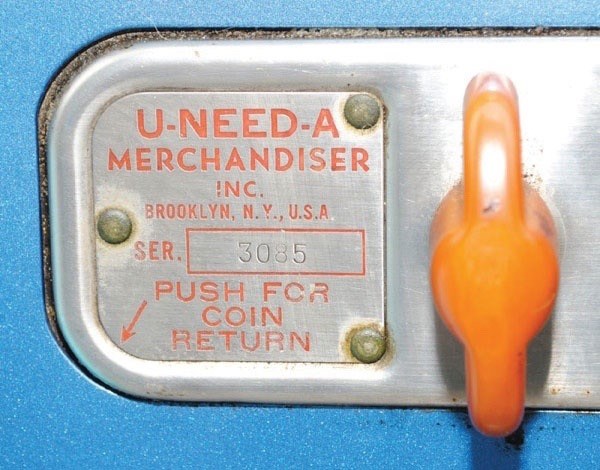 U-NEED-A
MERCHANDISER
INC.
BROOKLYN, N.Y., U.S.A.
SER. 3085
PUSH FOR
COIN
RETURN